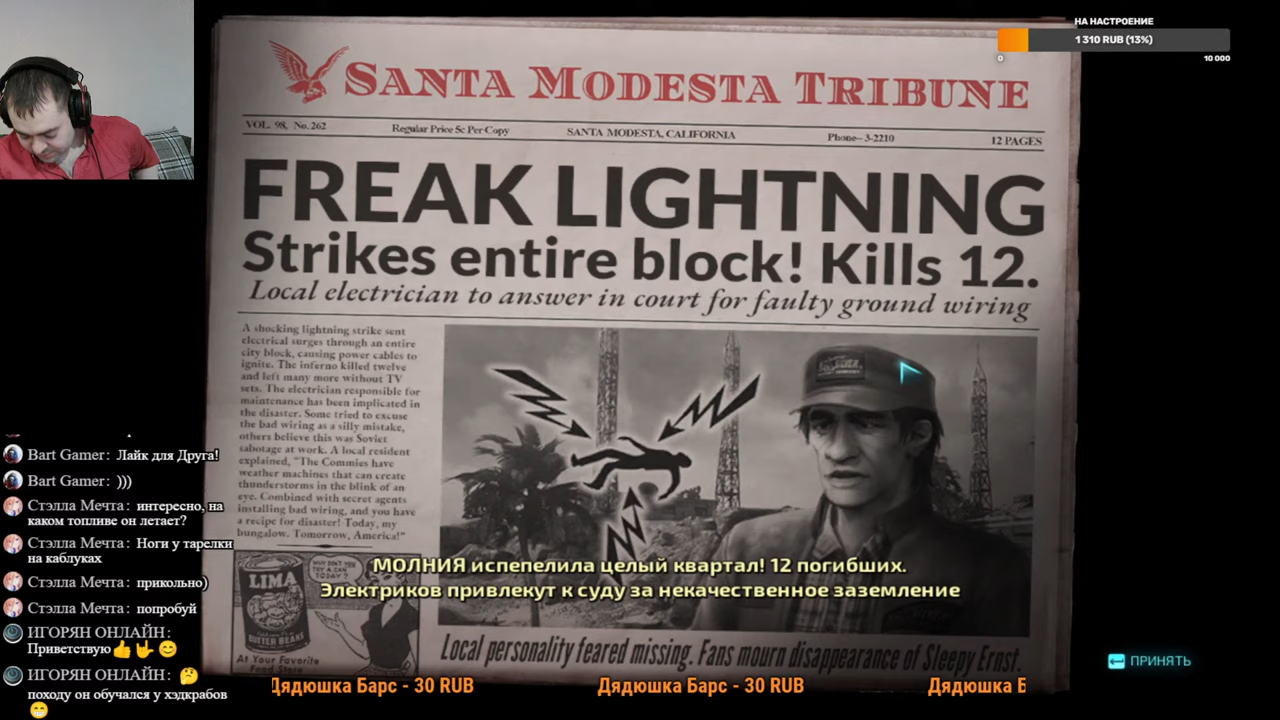 НА НАСТРОЕНИЕ
1 310 RUB (13%)
0
10 000
SANTA MODESTA TRIBUNE
VOL. 98, No. 262
Regular Price 5c Per Copy
SANTA MODESTA, CALIFORNIA
Phone– 3-2210
12 PAGES
FREAK LIGHTNING
Strikes entire block! Kills 12.
Local electrician to answer in court for faulty ground wiring
A shocking lightning strike sent
electrical surges through an entire
city block, causing power cables to
ignite. The inferno killed twelve
and left many more without TV
sets. The electrician responsible for
maintenance has been implicated in
the disaster. Some tried to excuse
the bad wiring as a silly mistake,
others believe this was Soviet
sabotage at work. A local resident
explained, "The Commies have
weather machines that can create
thunderstorms in the blink of an
eye. Combined with secret agents
installing bad wiring, and you have
a recipe for disaster! Today, my
bungalow. Tomorrow, America!"
LIMA
BUTTER BEANS
WHY DON'T YOU
TRY A CAN
TODAY?
At Your Favorite
Food Store
МОЛНИЯ испепелила целый квартал! 12 погибших.
Электриков привлекут к суду за некачественное заземление
Local personality feared missing. Fans mourn disappearance of Sleepy Ernst.
Bart Gamer: Лайк для Друга!
Bart Gamer: )))
Стэлла Мечта: интересно, на
каком топливе он летает?
Стэлла Мечта: Ноги у тарелки
на каблуках
Стэлла Мечта: прикольно)
Стэлла Мечта: попробуй
ИГОРЯН ОНЛАЙН:
Приветствую👍🤟😊
ИГОРЯН ОНЛАЙН: 🤔
походу он обучался у хэдкрабов
😁
ПРИНЯТЬ
Дядюшка Барс - 30 RUB
Дядюшка Барс - 30 RUB
Дядюшка Б